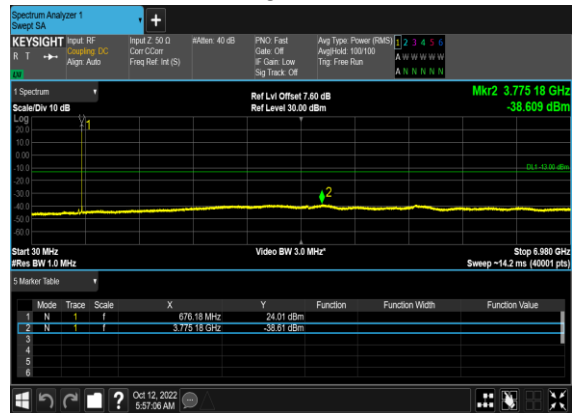 Spectrum Analyzer 1
Swept SA
+
KEYSIGHT
R T
LW
Input: RF
Coupling: DC
Align: Auto
Input Z: 50 Ω
Corr CCorr
Freq Ref: Int (S)
#Atten: 40 dB
PNO: Fast
Gate: Off
IF Gain: Low
Sig Track: Off
Avg Type: Power (RMS)
Avg|Hold: 100/100
Trig: Free Run
1 2 3 4 5 6
A W W W W W
A N N N N N
1 Spectrum
Scale/Div 10 dB
Ref Lvl Offset 7.60 dB
Ref Level 30.00 dBm
Mkr2 3.775 18 GHz
-38.609 dBm
Log
20.0
10.0
0.00
-10.0
-20.0
-30.0
-40.0
-50.0
-60.0
1
2
DL1 -13.00 dBm
Start 30 MHz
#Res BW 1.0 MHz
Video BW 3.0 MHz*
Stop 6.980 GHz
Sweep ~14.2 ms (40001 pts)
5 Marker Table
Mode Trace Scale X Y Function Function Width Function Value
1 N 1 f 676.18 MHz 24.01 dBm
2 N 1 f 3.775 18 GHz -38.61 dBm
3
4
5
6
?
Oct 12, 2022
5:57:06 AM